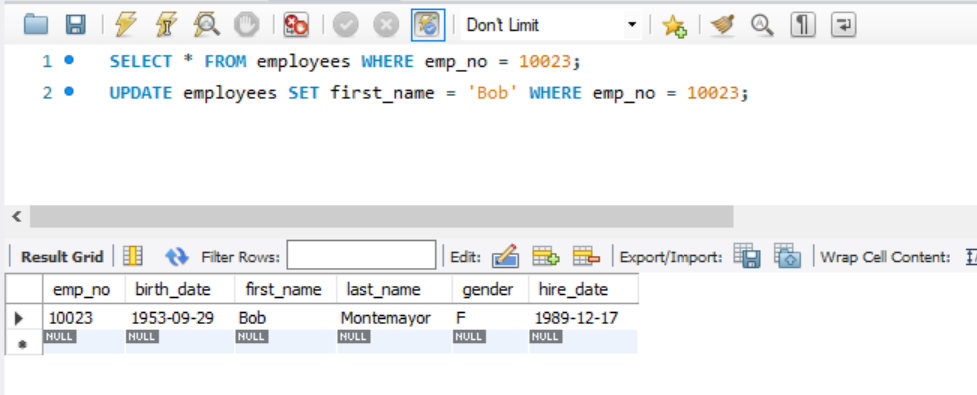 Don't Limit
1 SELECT * FROM employees WHERE emp_no = 10023;
2 UPDATE employees SET first_name = 'Bob' WHERE emp_no = 10023;
Result Grid Filter Rows: Edit: Export/Import: Wrap Cell Content:
emp_no birth_date first_name last_name gender hire_date
10023 1953-09-29 Bob Montemayor F 1989-12-17
NULL NULL NULL NULL NULL NULL